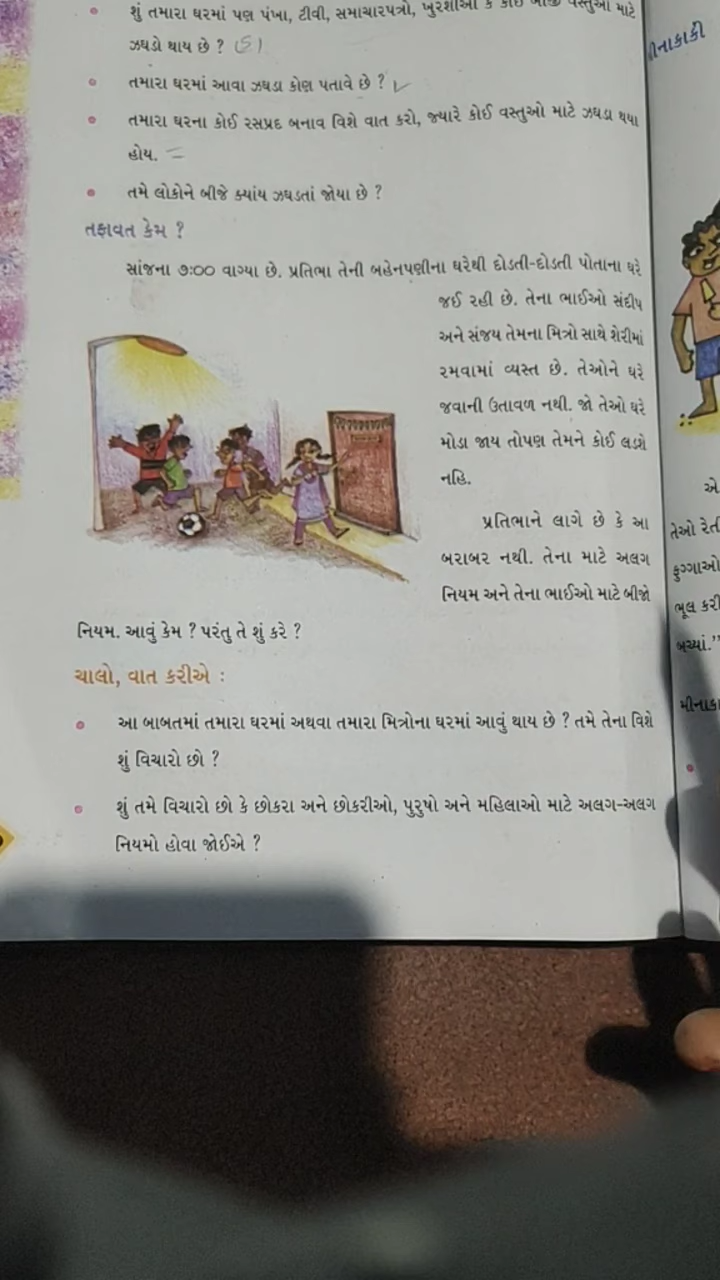 શું તમારા ઘરમાં પણ પંખા, ટીવી, સમાચારપત્રો, ખુરશીઓ કે કોઈ બીજી વસ્તુઓ માટે
ઝઘડો થાય છે ?
તમારા ઘરમાં આવા ઝઘડા કોણ પતાવે છે ?
તમારા ઘરના કોઈ રસપ્રદ બનાવ વિશે વાત કરો, જ્યારે કોઈ વસ્તુઓ માટે ઝઘડા થયા
હોય.
તમે લોકોને બીજે ક્યાંય ઝઘડતાં જોયા છે ?
તફાવત કેમ ?
સાંજના ૭:૦૦ વાગ્યા છે. પ્રતિભા તેની બહેનપણીના ઘરેથી દોડતી-દોડતી પોતાના ઘરે
જઈ રહી છે. તેના ભાઈઓ સંદીપ
અને સંજય તેમના મિત્રો સાથે શેરીમાં
રમવામાં વ્યસ્ત છે. તેઓને ઘરે
જવાની ઉતાવળ નથી. જો તેઓ ઘરે
મોડા જાય તોપણ તેમને કોઈ લડશે
નહિ.
પ્રતિભાને લાગે છે કે આ
બરાબર નથી. તેના માટે અલગ
નિયમ અને તેના ભાઈઓ માટે બીજો
નિયમ. આવું કેમ ? પરંતુ તે શું કરે ?
ચાલો, વાત કરીએ :
આ બાબતમાં તમારા ઘરમાં અથવા તમારા મિત્રોના ઘરમાં આવું થાય છે ? તમે તેના વિશે
શું વિચારો છો ?
શું તમે વિચારો છો કે છોકરા અને છોકરીઓ, પુરુષો અને મહિલાઓ માટે અલગ-અલગ
નિયમો હોવા જોઈએ ?
મીનાકાકી
એ
તેઓ રેતી
ફુગ્ગાઓ
ભૂલ કરી
બચ્યાં.”